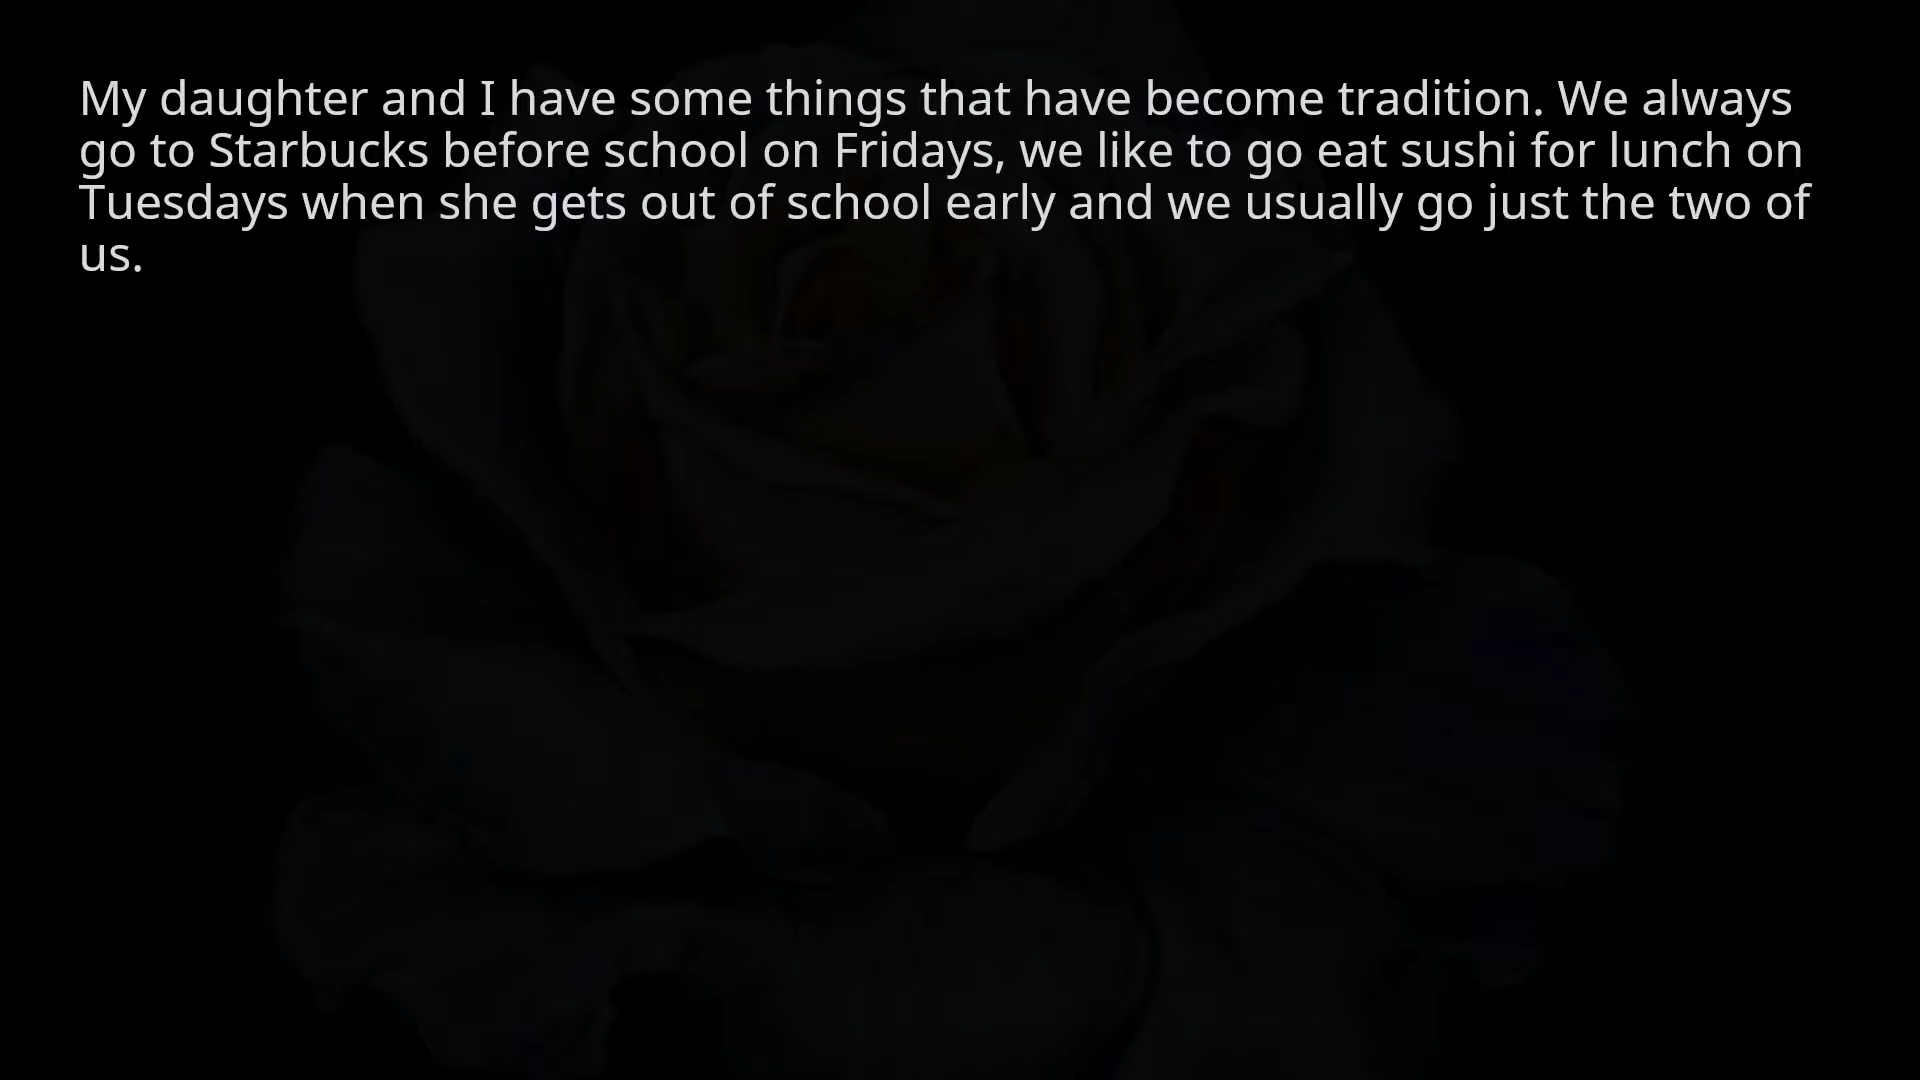 My daughter and I have some things that have become tradition. We always
go to Starbucks before school on Fridays, we like to go eat sushi for lunch on
Tuesdays when she gets out of school early and we usually go just the two of
us.